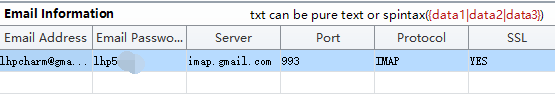 Email Information txt can be pure text or spintax({data1|data2|data3})
Email Address Email Passwo... Server Port Protocol SSL
lhpcharm@gma... lhp5 imap.gmail.com 993 IMAP YES